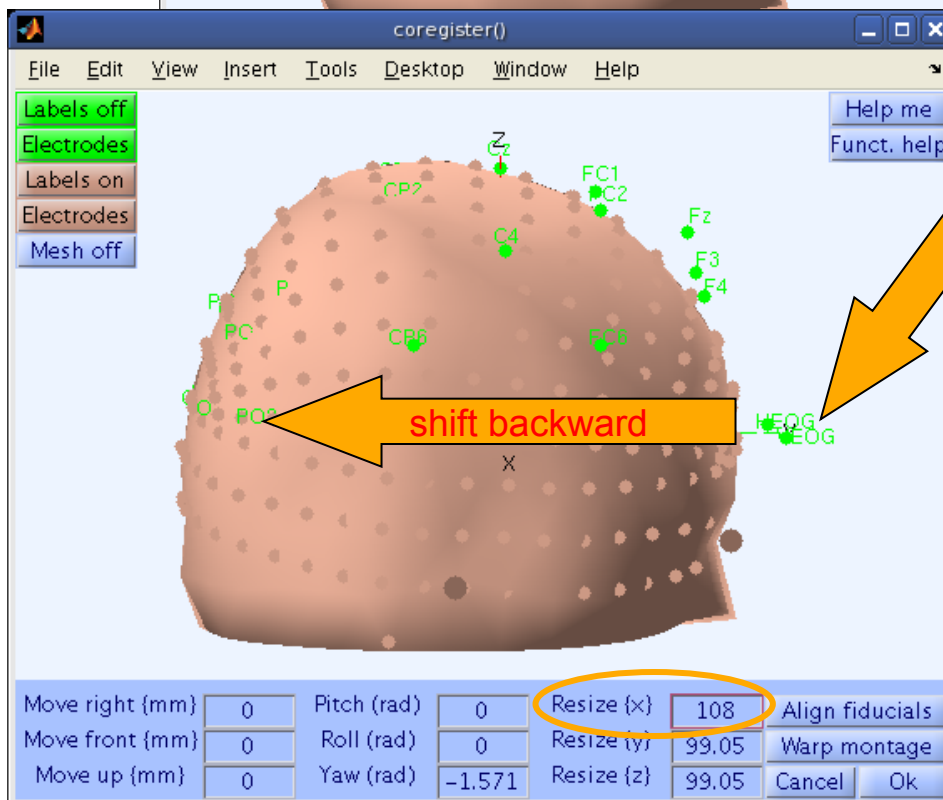 coregister()
File Edit View Insert Tools Desktop Window Help
Labels off
Electrodes
Labels on
Electrodes
Mesh off
Help me
Funct. help
Z
Cz
FC1
CP2
Fz
C4
F3
F4
P
PO
CP6
FC6
O
PO8
shift backward
HEOG
X
Move right {mm} 0 Pitch (rad) 0 Resize {x} 108 Align fiducials
Move front {mm} 0 Roll (rad) 0 Resize {y} 99.05 Warp montage
Move up {mm} 0 Yaw (rad) −1.571 Resize {z} 99.05 Cancel Ok